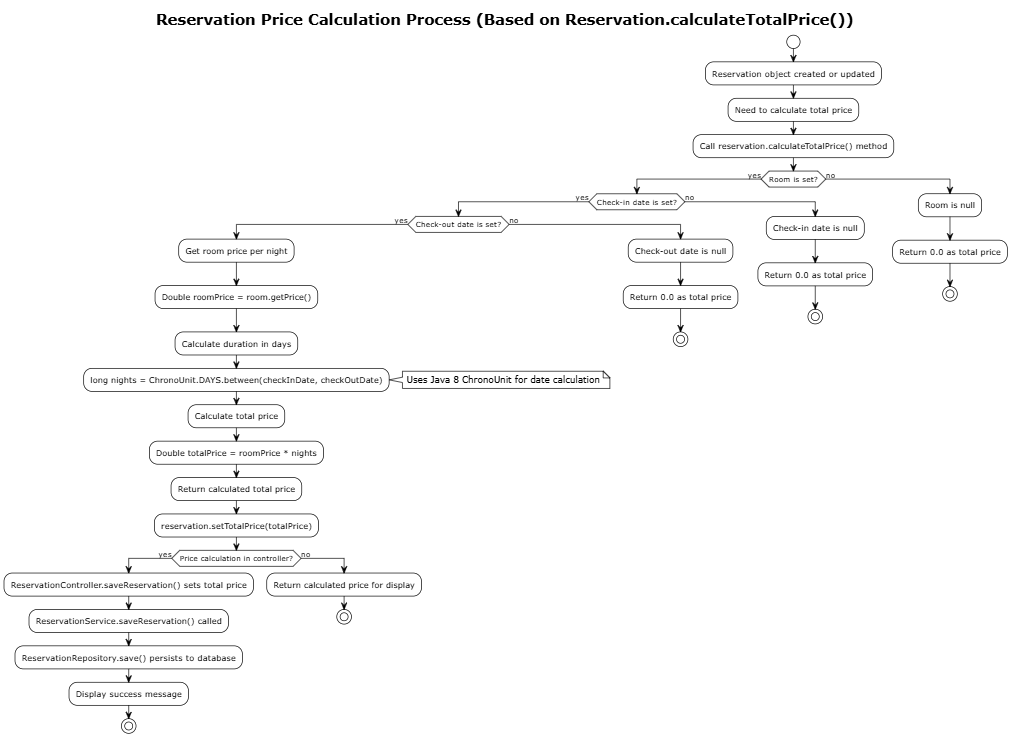 Reservation Price Calculation Process (Based on Reservation.calculateTotalPrice())
Reservation object created or updated
Need to calculate total price
Call reservation.calculateTotalPrice() method
yes
Room is set?
no
yes
Check-in date is set?
no
Room is null
yes
Check-out date is set?
no
Check-in date is null
Get room price per night
Check-out date is null
Return 0.0 as total price
Return 0.0 as total price
Double roomPrice = room.getPrice()
Return 0.0 as total price
Calculate duration in days
long nights = ChronoUnit.DAYS.between(checkInDate, checkOutDate)
Uses Java 8 ChronoUnit for date calculation
Calculate total price
Double totalPrice = roomPrice * nights
Return calculated total price
reservation.setTotalPrice(totalPrice)
yes
Price calculation in controller?
no
ReservationController.saveReservation() sets total price
Return calculated price for display
ReservationService.saveReservation() called
ReservationRepository.save() persists to database
Display success message